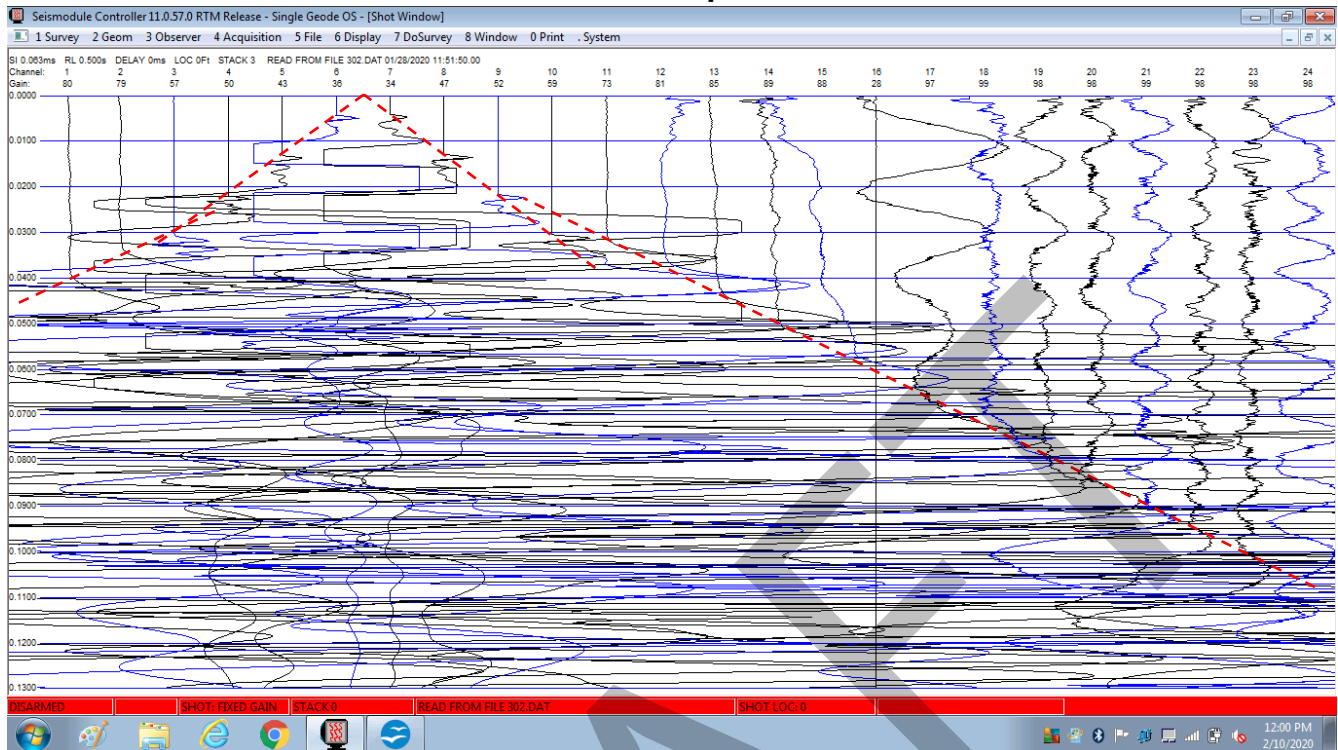 Seismodule Controller 11.0.57.0 RTM Release - Single Geode OS - [Shot Window]
1 Survey 2 Geom 3 Observer 4 Acquisition 5 File 6 Display 7 DoSurvey 8 Window 0 Print . System
SI 0.063ms RL 0.500s DELAY 0ms LOC 0Ft STACK 3 READ FROM FILE 302.DAT 01/28/2020 11:51:50.00
Channel: 1 2 3 4 5 6 7 8 9 10 11 12 13 14 15 16 17 18 19 20 21 22 23 24
Gain: 80 79 57 50 43 36 34 47 52 59 73 81 85 89 88 28 97 99 98 98 99 98 98 98
0.0000
0.0100
0.0200
0.0300
0.0400
0.0500
0.0600
0.0700
0.0800
0.0900
0.1000
0.1100
0.1200
0.1300
DISARMED SHOT: FIXED GAIN STACK 0 READ FROM FILE 302.DAT SHOT LOC: 0
12:00 PM
2/10/2020